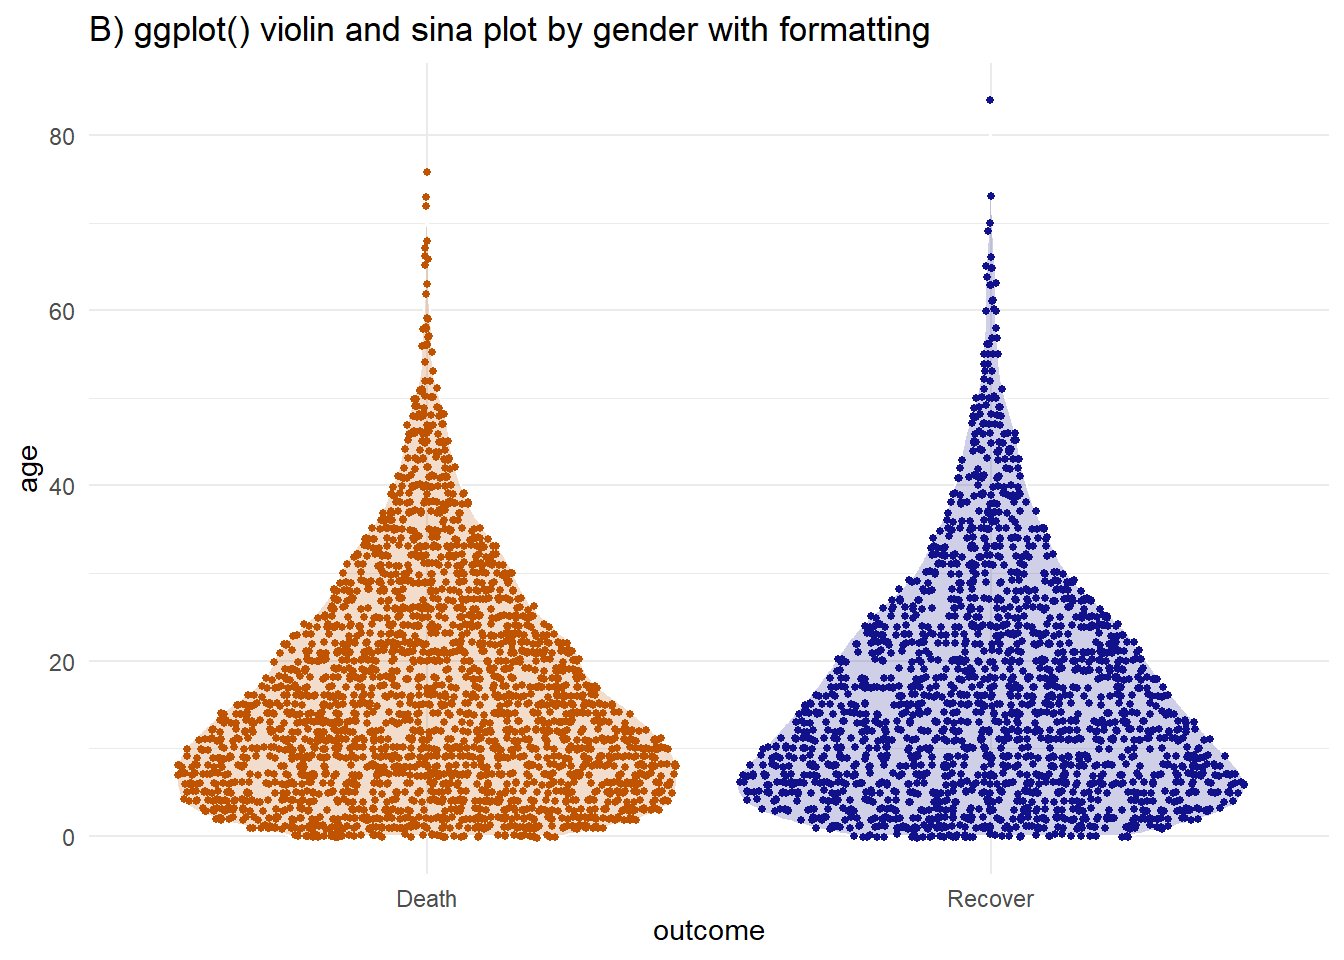 B) ggplot() violin and sina plot by gender with formatting
80
60
40
20
0
age
Death
Recover
outcome